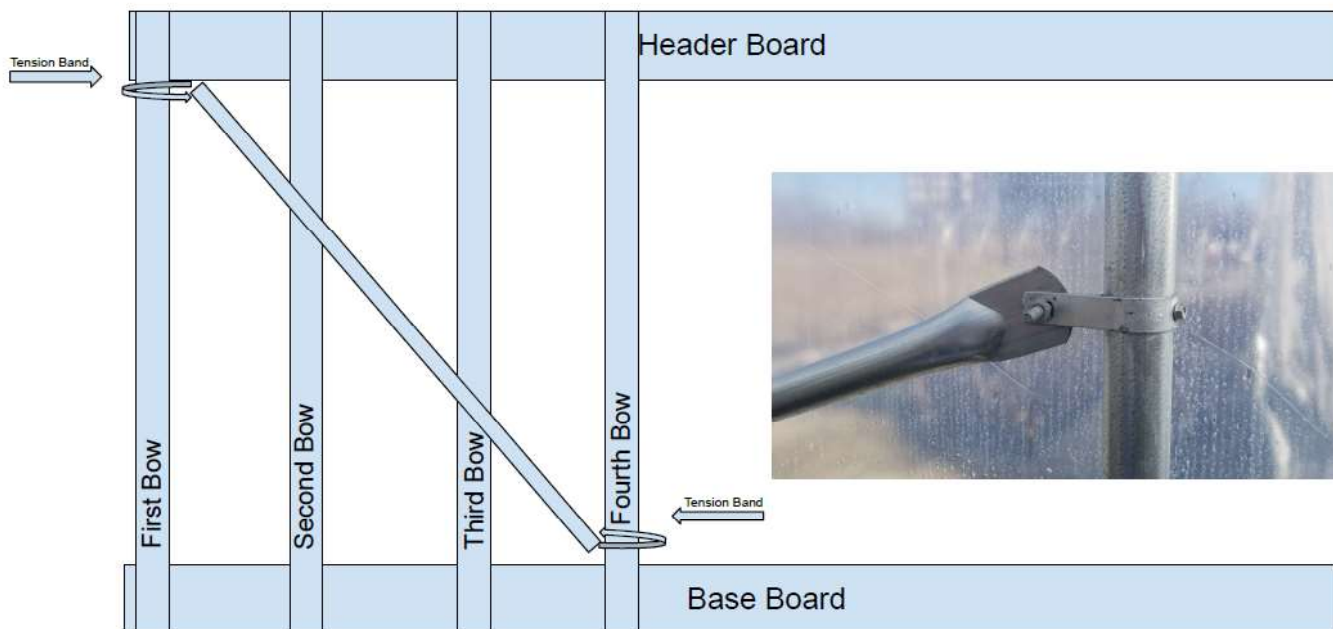 Header Board
Tension Band
First Bow
Second Bow
Third Bow
Fourth Bow
Tension Band
Base Board